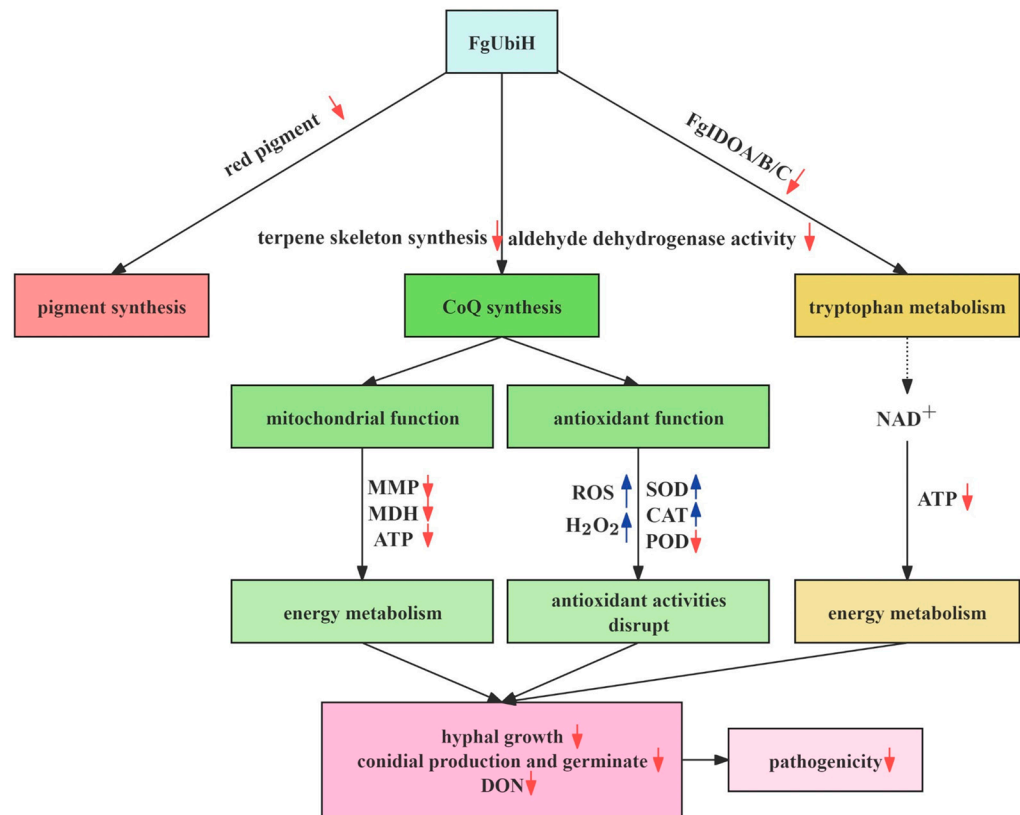 FgUbiH
red pigment
FgIDOA/B/C
terpene skeleton synthesis
aldehyde dehydrogenase activity
pigment synthesis
CoQ synthesis
tryptophan metabolism
mitochondrial function
antioxidant function
NAD⁺
MMP
MDH
ATP
ROS
H₂O₂
SOD
CAT
POD
ATP
energy metabolism
antioxidant activities
disrupt
energy metabolism
hyphal growth
conidial production and germinate
DON
pathogenicity